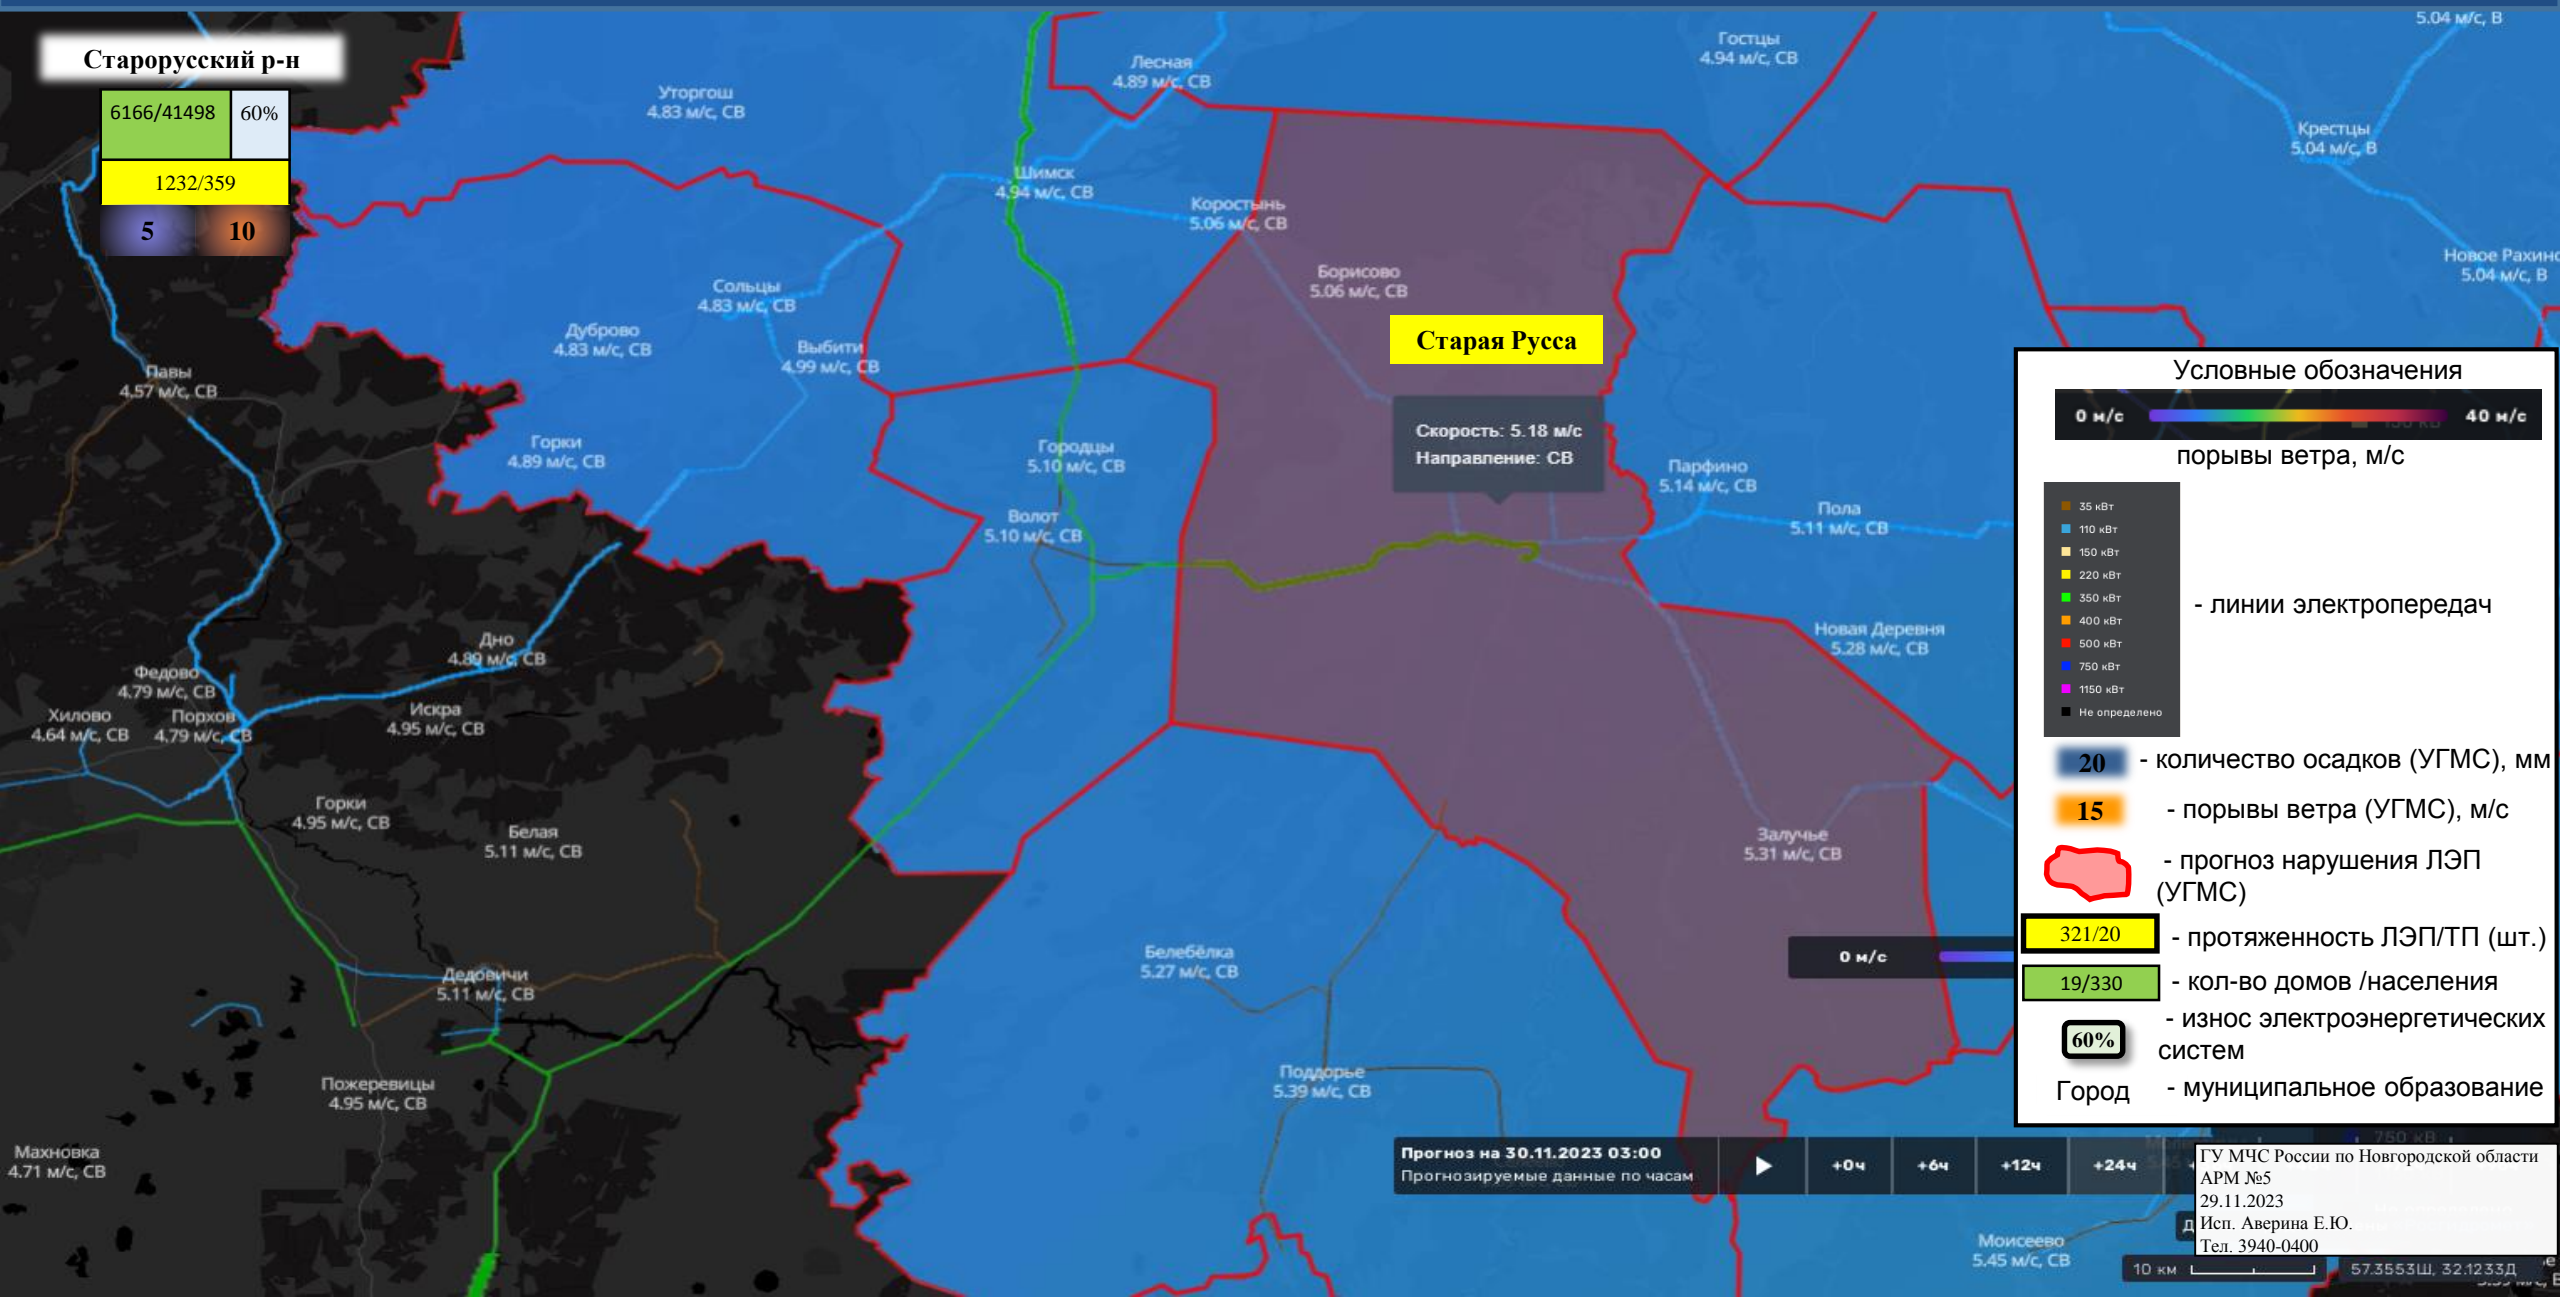 Старорусский р-н
6166/41498 60%
1232/359
5 10
5.04 м/с, В
Гостцы
4.94 м/с, СВ
Лесная
4.89 м/с, СВ
Уторгош
4.83 м/с, СВ
Крестцы
5.04 м/с, В
Шимск
4.94 м/с, СВ
Коростынь
5.06 м/с, СВ
Новое Рахино
5.04 м/с, В
Борисово
5.06 м/с, СВ
Сольцы
4.83 м/с, СВ
Дуброво
4.83 м/с, СВ
Выбити
4.99 м/с, СВ
Старая Русса
Павы
4.57 м/с, СВ
Скорость: 5.18 м/с
Направление: СВ
Горки
4.89 м/с, СВ
Городцы
5.10 м/с, СВ
Парфино
5.14 м/с, СВ
Волот
5.10 м/с, СВ
Пола
5.11 м/с, СВ
Новая Деревня
5.28 м/с, СВ
Дно
4.89 м/с, СВ
Федово
4.79 м/с, СВ
Хилово
4.64 м/с, СВ
Порхов
4.79 м/с, СВ
Искра
4.95 м/с, СВ
Горки
4.95 м/с, СВ
Белая
5.11 м/с, СВ
Залучье
5.31 м/с, СВ
Белебёлка
5.27 м/с, СВ
0 м/с
Дедовичи
5.11 м/с, СВ
Поддорье
5.39 м/с, СВ
Пожеревицы
4.95 м/с, СВ
Махновка
4.71 м/с, СВ
Моисеево
5.45 м/с, СВ
Условные обозначения
0 м/с 40 м/с
порывы ветра, м/с
35 кВт
110 кВт
150 кВт
220 кВт
350 кВт
400 кВт
500 кВт
750 кВт
1150 кВт
Не определено
- линии электропередач
20 - количество осадков (УГМС), мм
15 - порывы ветра (УГМС), м/с
- прогноз нарушения ЛЭП
(УГМС)
321/20 - протяженность ЛЭП/ТП (шт.)
19/330 - кол-во домов /населения
60% - износ электроэнергетических
систем
Город - муниципальное образование
Прогноз на 30.11.2023 03:00
Прогнозируемые данные по часам
+0ч +6ч +12ч +24ч
750 кВ
ГУ МЧС России по Новгородской области
АРМ №5
29.11.2023
Исп. Аверина Е.Ю.
Тел. 3940-0400
10 км
57.3553Ш, 32.1233Д